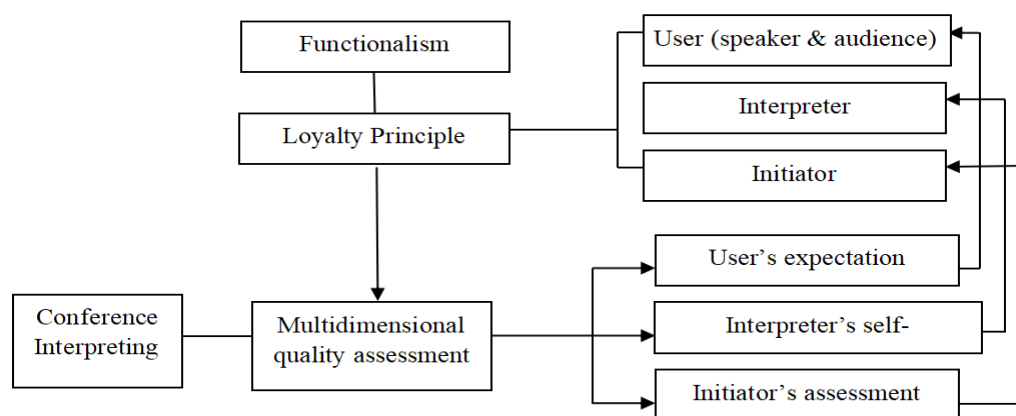 Functionalism
User (speaker & audience)
Interpreter
Loyalty Principle
Initiator
User’s expectation
Conference
Interpreting
Multidimensional
quality assessment
Interpreter’s self-
Initiator’s assessment